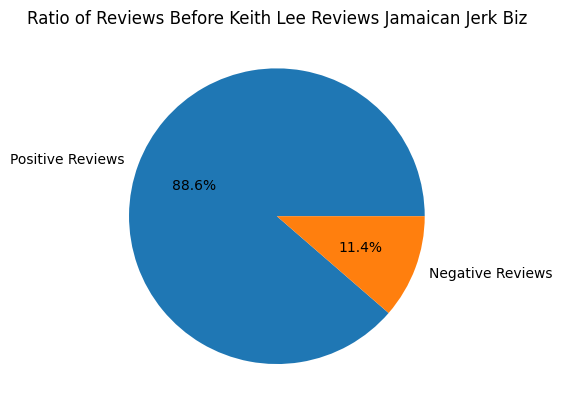 Ratio of Reviews Before Keith Lee Reviews Jamaican Jerk Biz
Positive Reviews
88.6%
11.4%
Negative Reviews